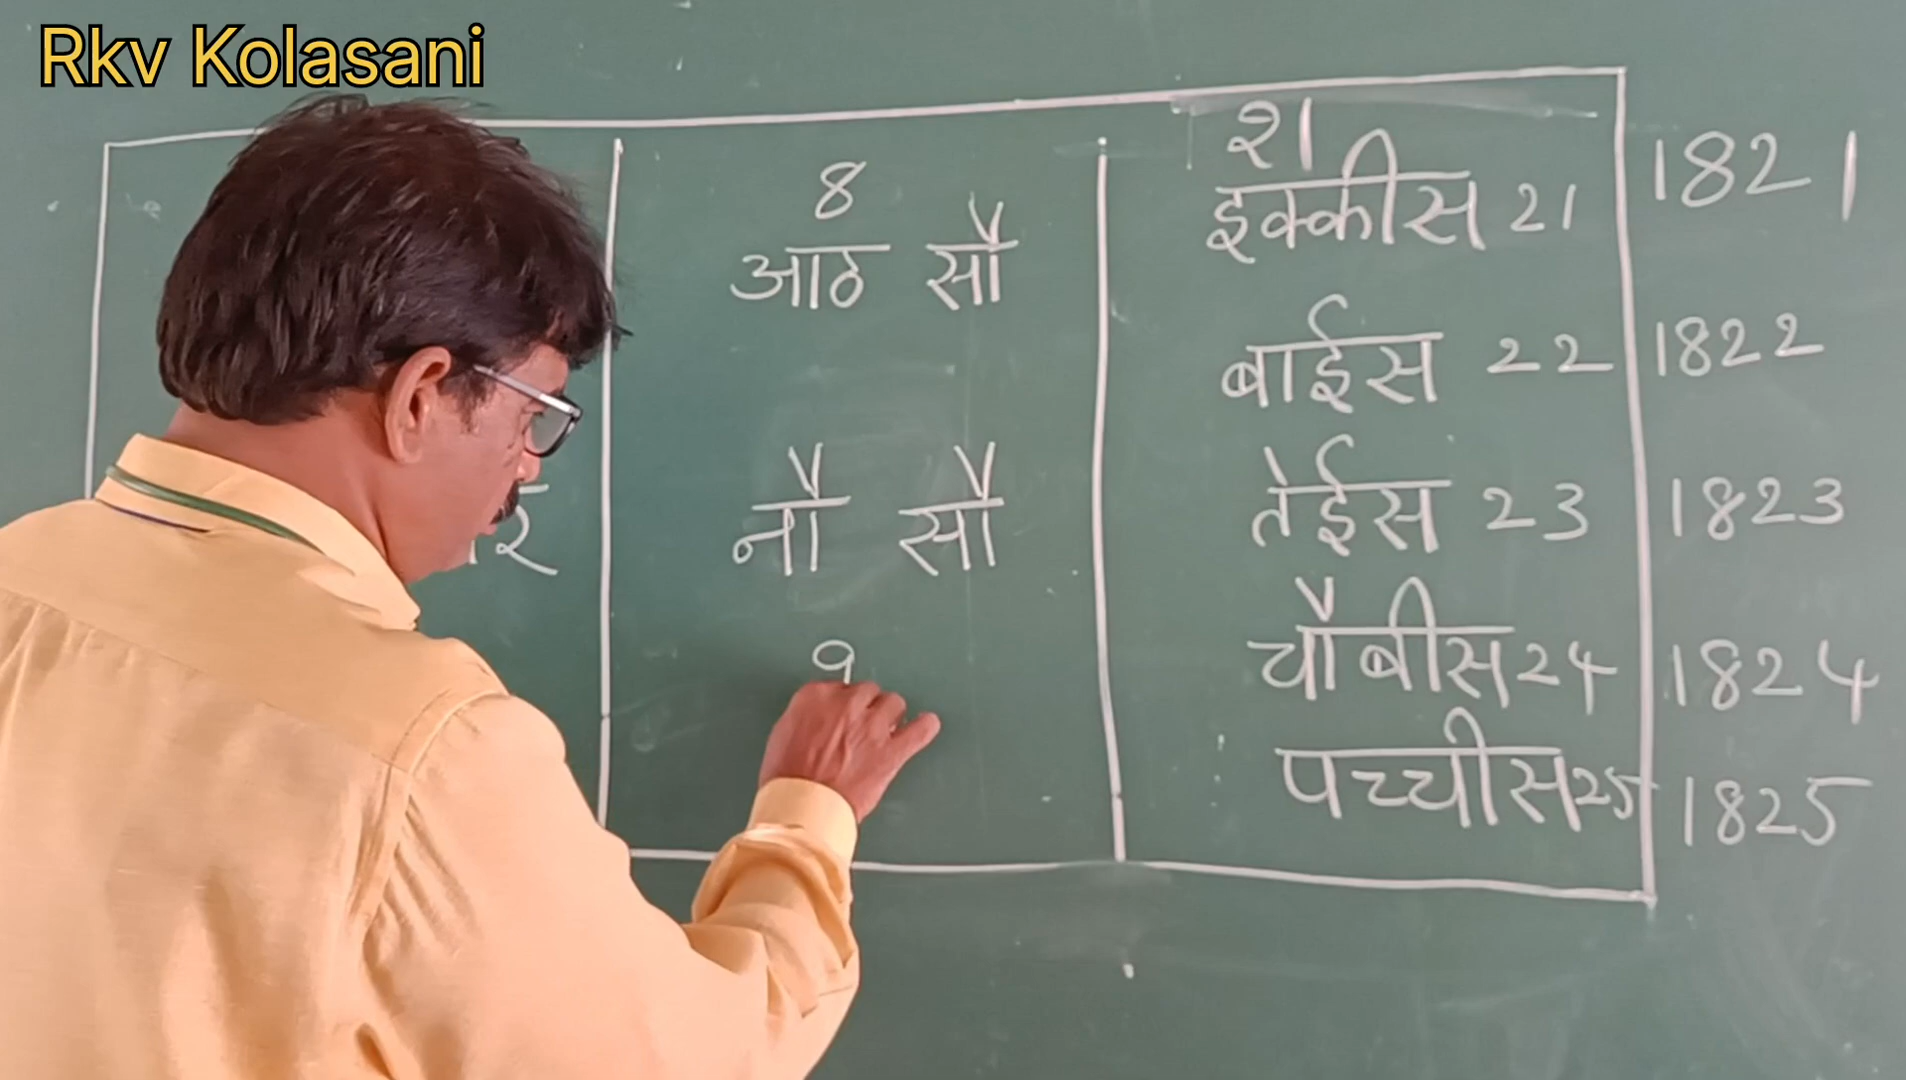 Rkv Kolasani
8
आठ सौ
नौ सौ
9
२1
इक्कीस 21
बाईस 22
तेईस 23
चौबीस 24
पच्चीस 25
1821
1822
1823
1824
1825